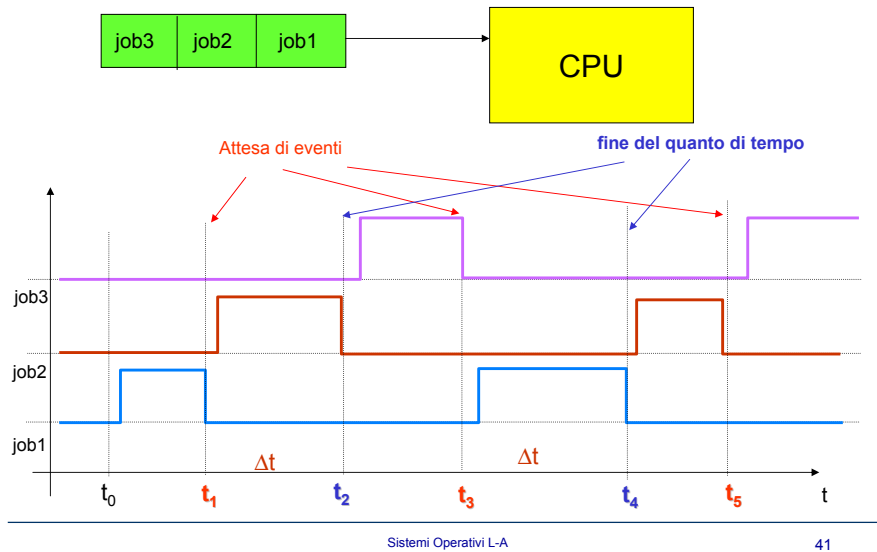 job3 job2 job1
CPU
Attesa di eventi
fine del quanto di tempo
job3
job2
job1
Δt Δt
t0 t1 t2 t3 t4 t5 t
Sistemi Operativi L-A 41